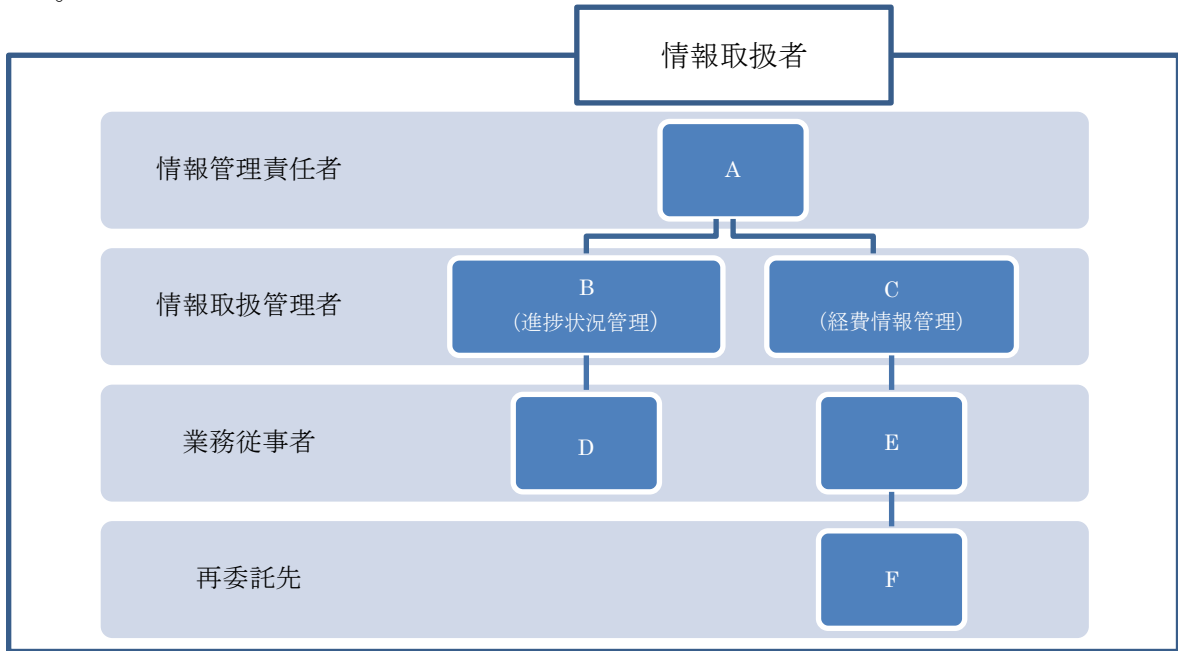 情報取扱者
情報管理責任者
A
情報取扱管理者
B
(進捗状況管理)
C
(経費情報管理)
業務従事者
D
E
再委託先
F